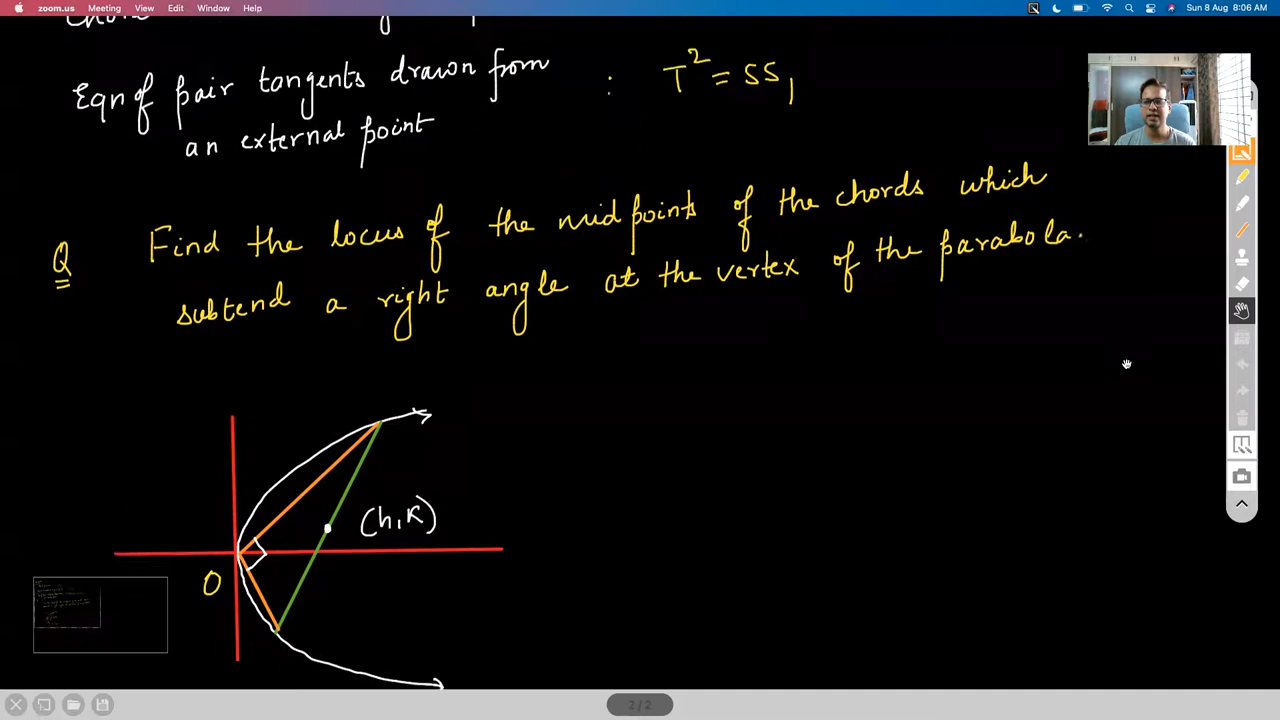 zoom.us Meeting View Edit Window Help Sun 8 Aug 8:06 AM
Eqn of pair tangents drawn from
an external point : T² = SS₁
Q Find the locus of the mid points of the chords which
subtend a right angle at the vertex of the parabola.
(h, K)
O
2 / 2